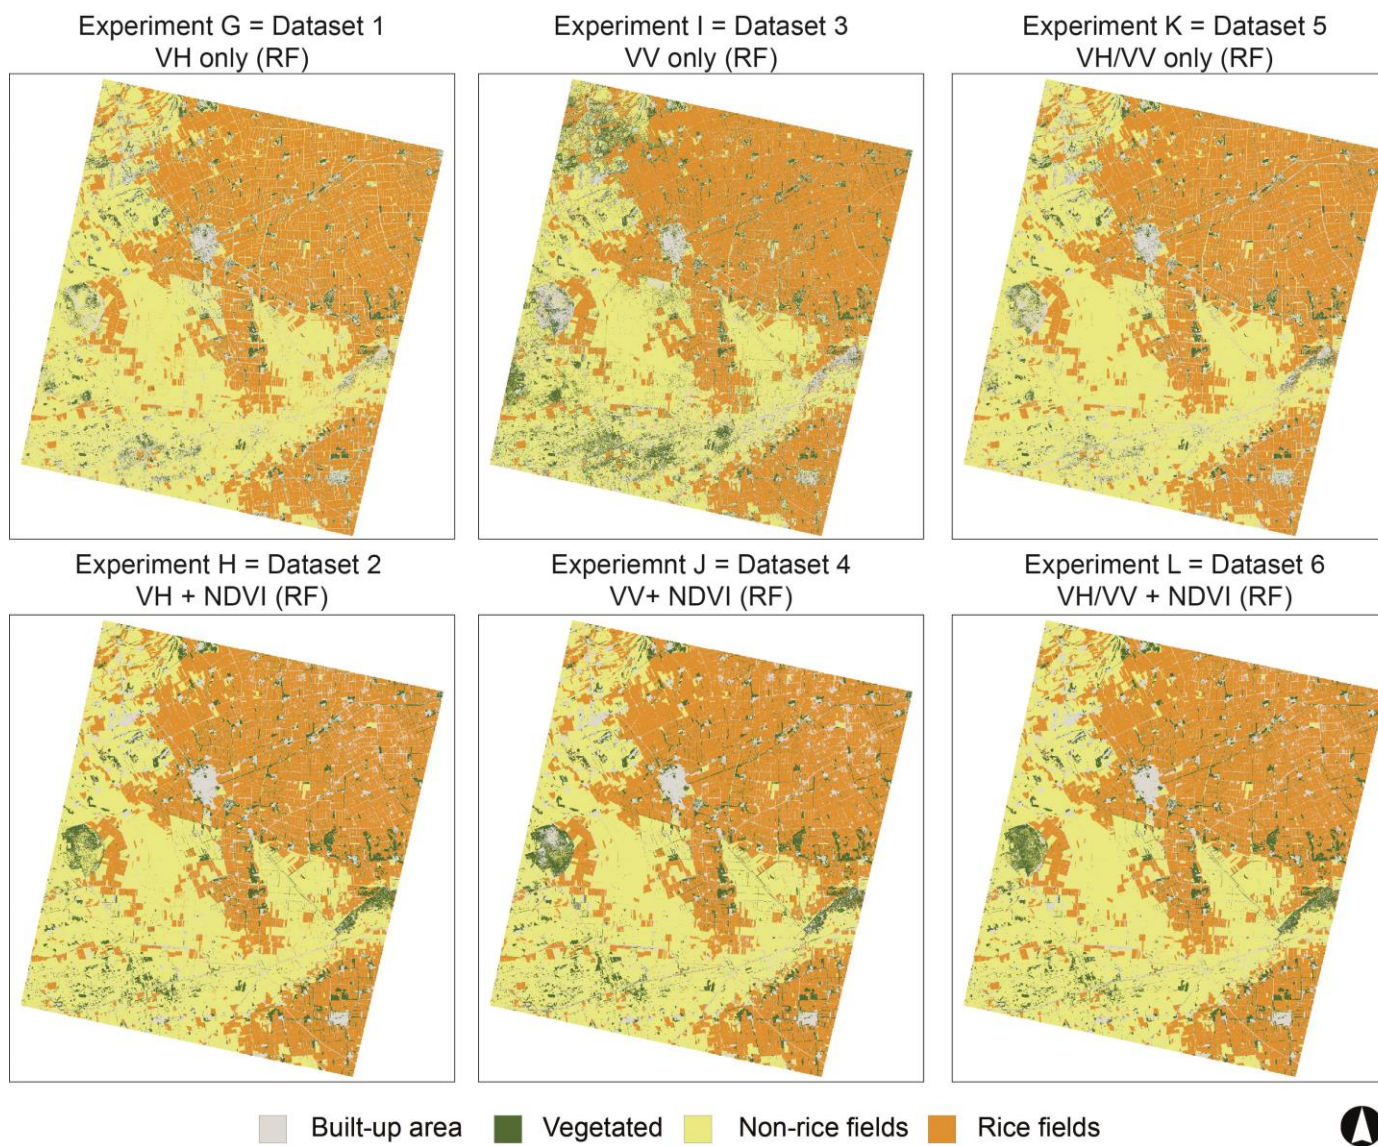 Experiment G = Dataset 1
VH only (RF)
Experiment I = Dataset 3
VV only (RF)
Experiment K = Dataset 5
VH/VV only (RF)
Experiment H = Dataset 2
VH + NDVI (RF)
Experiemnt J = Dataset 4
VV+ NDVI (RF)
Experiment L = Dataset 6
VH/VV + NDVI (RF)
Built-up area
Vegetated
Non-rice fields
Rice fields